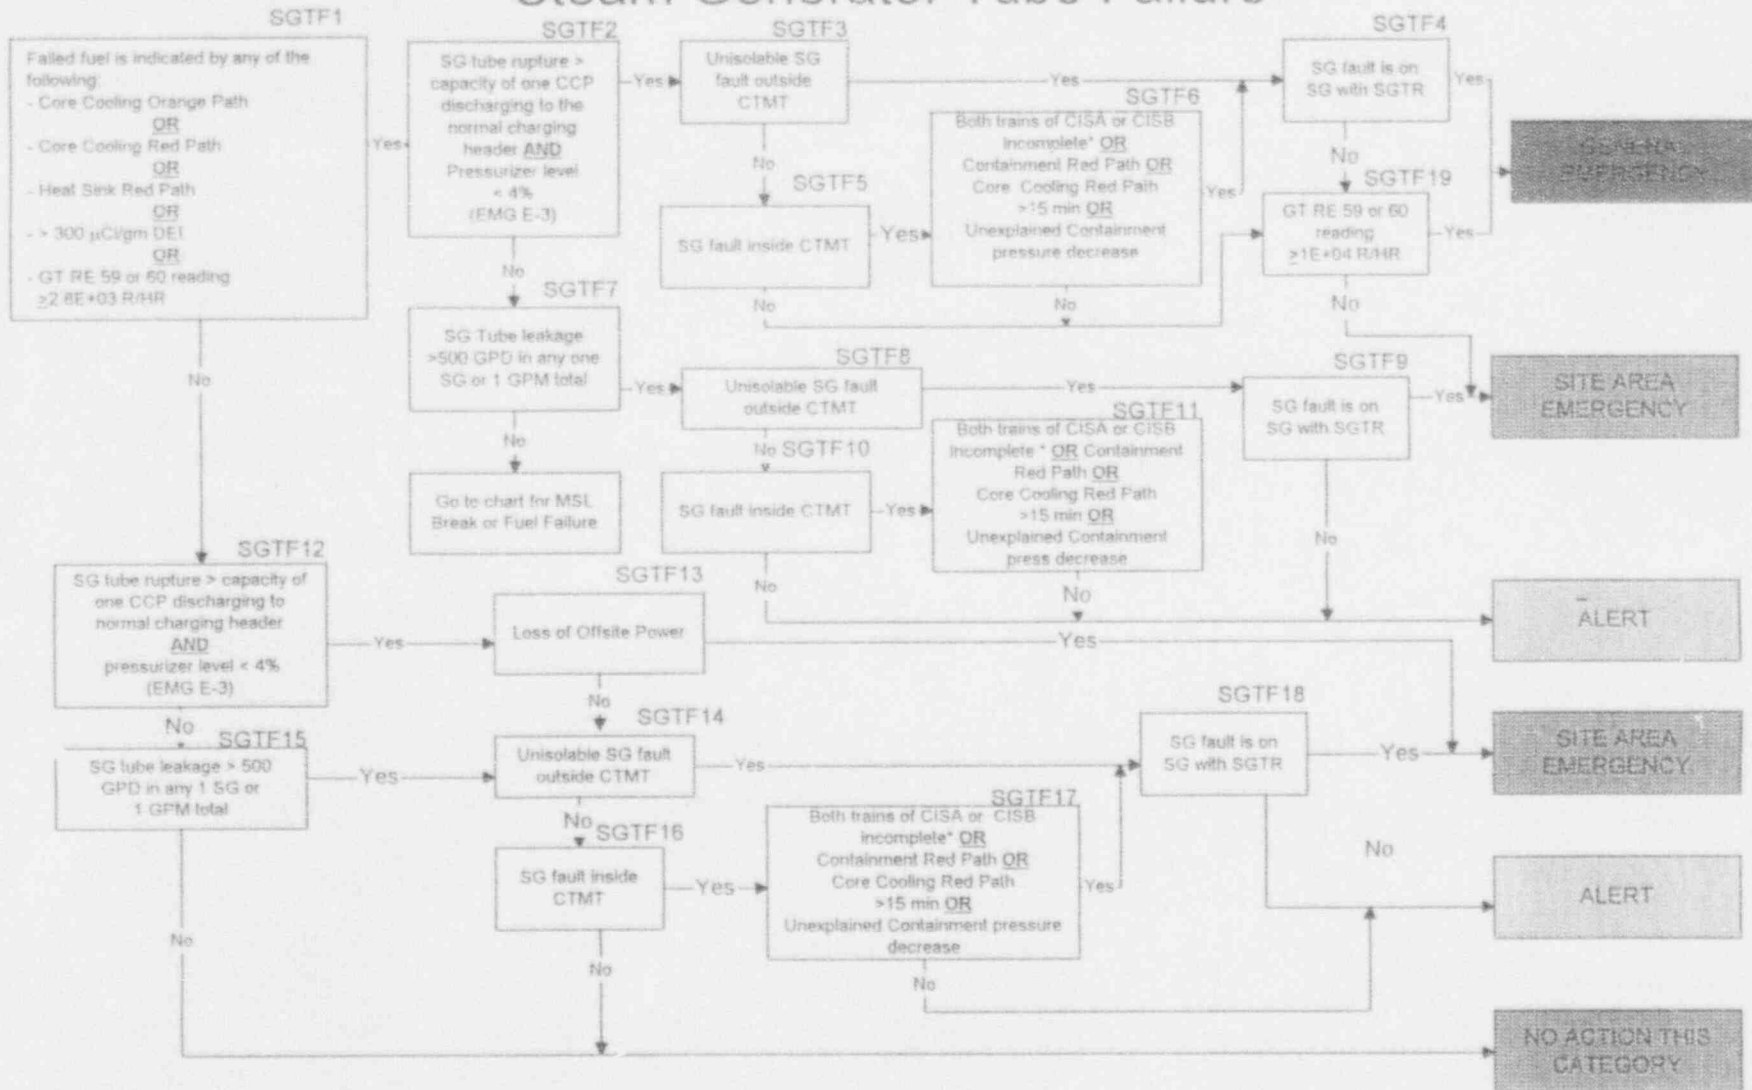 Steam Generator Tube Failure
SGTF1
Failed fuel is indicated by any of the
following:
- Core Cooling Orange Path
OR
- Core Cooling Red Path
OR
- Heat Sink Red Path
OR
- > 300 µCi/gm DEI
OR
- GT RE 59 or 60 reading
≥2.6E+03 R/HR
Yes
No
SGTF2
SG tube rupture >
capacity of one CCP
discharging to the
normal charging
header AND
Pressurizer level
< 4%
(EMG E-3)
Yes
No
SGTF3
Unisolable SG
fault outside
CTMT
Yes
No
SGTF4
SG fault is on
SG with SGTR
Yes
No
GENERAL
EMERGENCY
SGTF5
SG fault inside CTMT
Yes
No
SGTF6
Both trains of CISA or CISB
Incomplete* OR
Containment Red Path OR
Core Cooling Red Path
>15 min OR
Unexplained Containment
pressure decrease
Yes
No
SGTF19
GT RE 59 or 60
reading
≥1E+04 R/HR
Yes
No
SGTF7
SG Tube leakage
>500 GPD in any one
SG or 1 GPM total
Yes
No
Go to chart for MSL
Break or Fuel Failure
SGTF8
Unisolable SG fault
outside CTMT
Yes
No
SGTF9
SG fault is on
SG with SGTR
Yes
No
SITE AREA
EMERGENCY
SGTF10
SG fault inside CTMT
Yes
No
SGTF11
Both trains of CISA or CISB
Incomplete * OR Containment
Red Path OR
Core Cooling Red Path
>15 min OR
Unexplained Containment
press decrease
No
ALERT
SGTF12
SG tube rupture > capacity of
one CCP discharging to
normal charging header
AND
pressurizer level < 4%
(EMG E-3)
Yes
No
SGTF13
Loss of Offsite Power
Yes
No
SGTF14
Unisolable SG fault
outside CTMT
Yes
No
SGTF18
SG fault is on
SG with SGTR
Yes
No
SITE AREA
EMERGENCY
SGTF15
SG tube leakage > 500
GPD in any 1 SG or
1 GPM total
Yes
No
SGTF16
SG fault inside
CTMT
Yes
No
SGTF17
Both trains of CISA or CISB
incomplete* OR
Containment Red Path OR
Core Cooling Red Path
>15 min OR
Unexplained Containment pressure
decrease
Yes
No
ALERT
NO ACTION THIS
CATEGORY